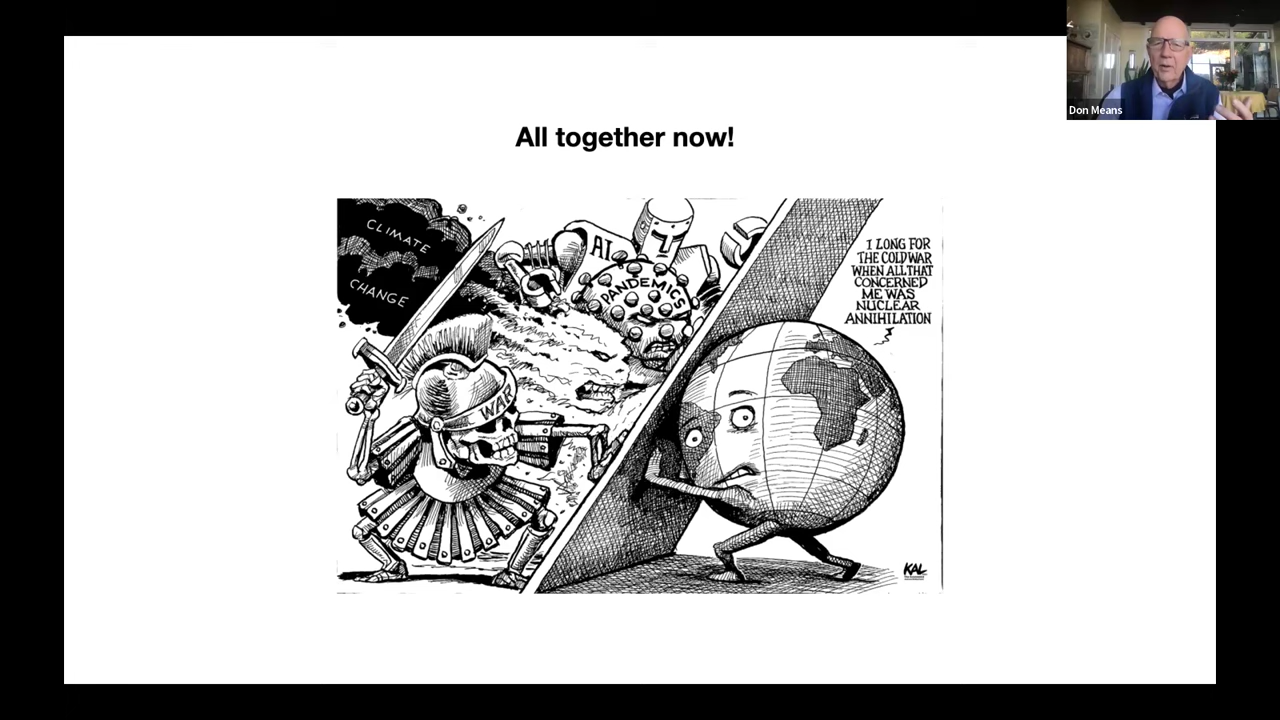 Don Means
All together now!
CLIMATE
CHANGE
AI
PANDEMICS
WAR
I LONG FOR
THE COLD WAR
WHEN ALL THAT
CONCERNED
ME WAS
NUCLEAR
ANNIHILATION
KAL